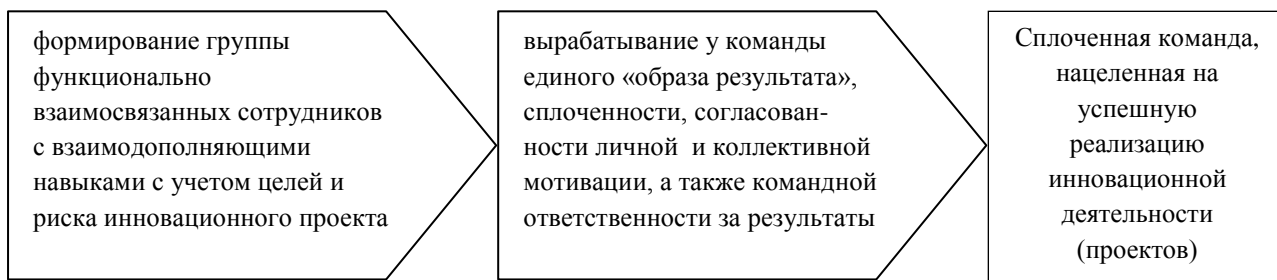 формирование группы
функционально
взаимосвязанных сотрудников
с взаимодополняющими
навыками с учетом целей и
риска инновационного проекта
вырабатывание у команды
единого «образа результата»,
сплоченности, согласован-
ности личной и коллективной
мотивации, а также командной
ответственности за результаты
Сплоченная команда,
нацеленная на
успешную
реализацию
инновационной
деятельности
(проектов)